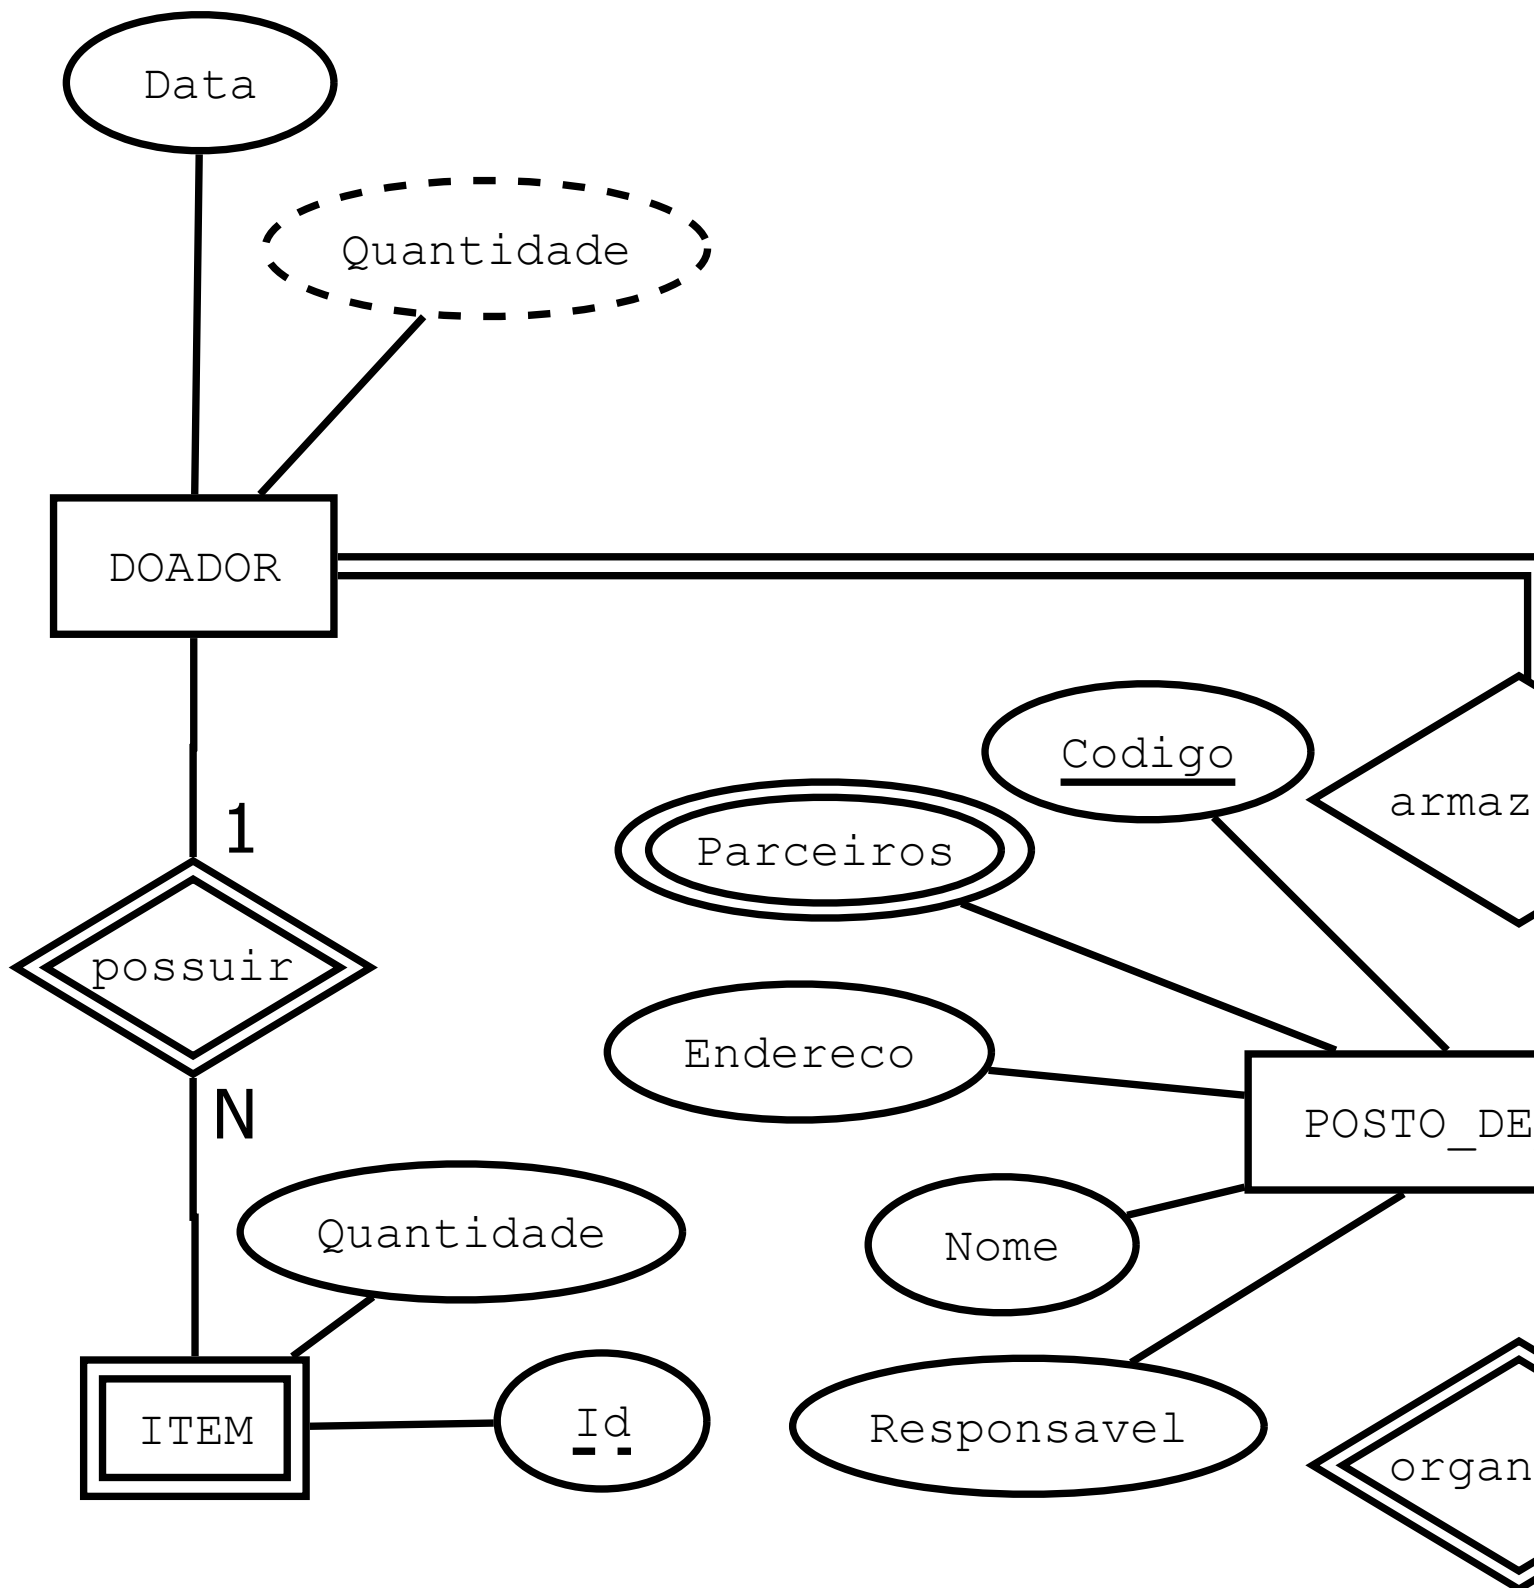 Data
Quantidade
DOADOR
Codigo
armaz
1
Parceiros
possuir
Endereco
N
POSTO_DE
Quantidade
Nome
ITEM
Id
Responsavel
organ